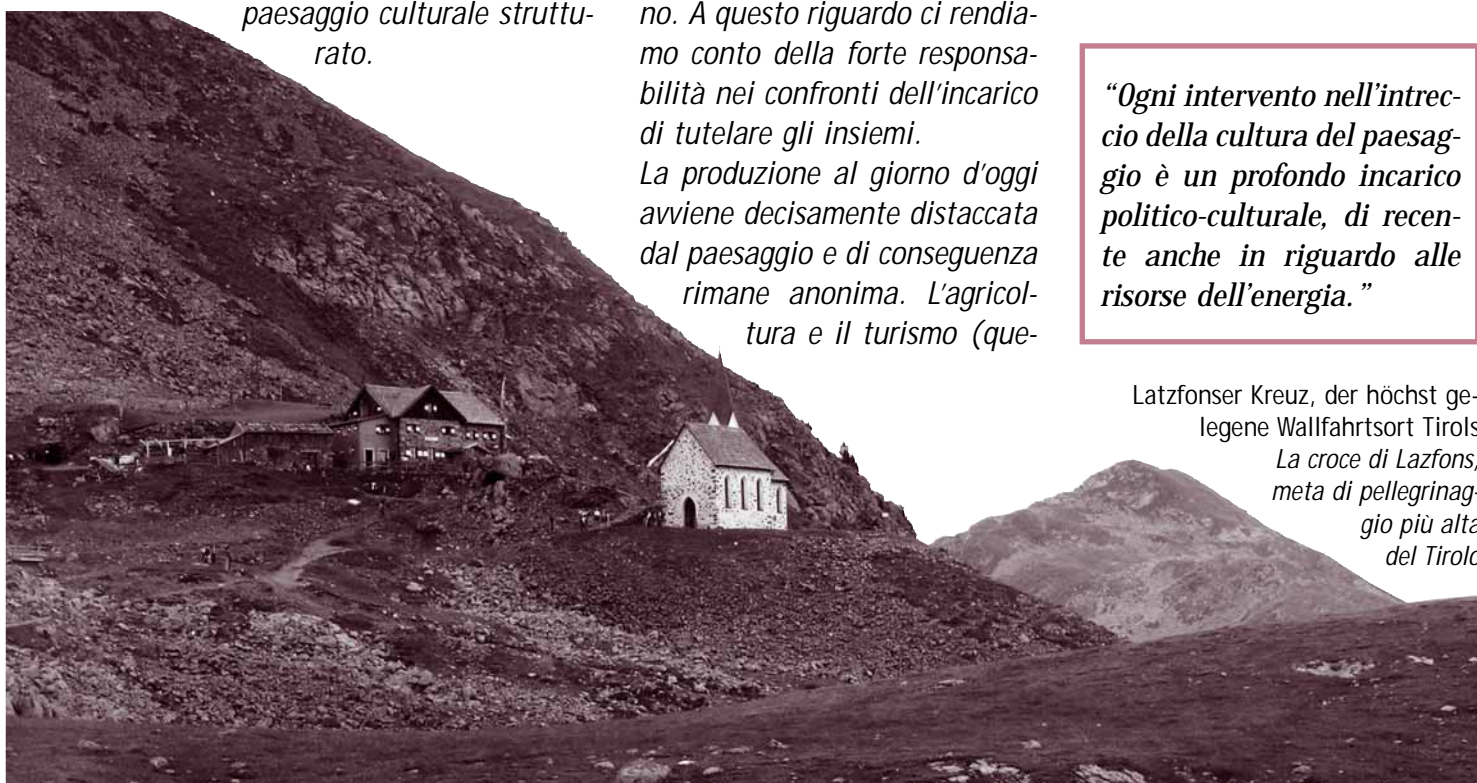 paesaggio culturale struttu-
rato.
no. A questo riguardo ci rendia-
mo conto della forte responsa-
bilità nei confronti dell'incarico
di tutelare gli insiemi.
La produzione al giorno d'oggi
avviene decisamente distaccata
dal paesaggio e di conseguenza
rimane anonima. L'agricol-
tura e il turismo (que-
“Ogni intervento nell'intrec-
cio della cultura del paesag-
gio è un profondo incarico
politico-culturale, di recen-
te anche in riguardo alle
risorse dell'energia.”
Latzfonser Kreuz, der höchst ge-
legene Wallfahrtsort Tirols
La croce di Lazfons,
meta di pellegrinag-
gio più alta
del Tirolo